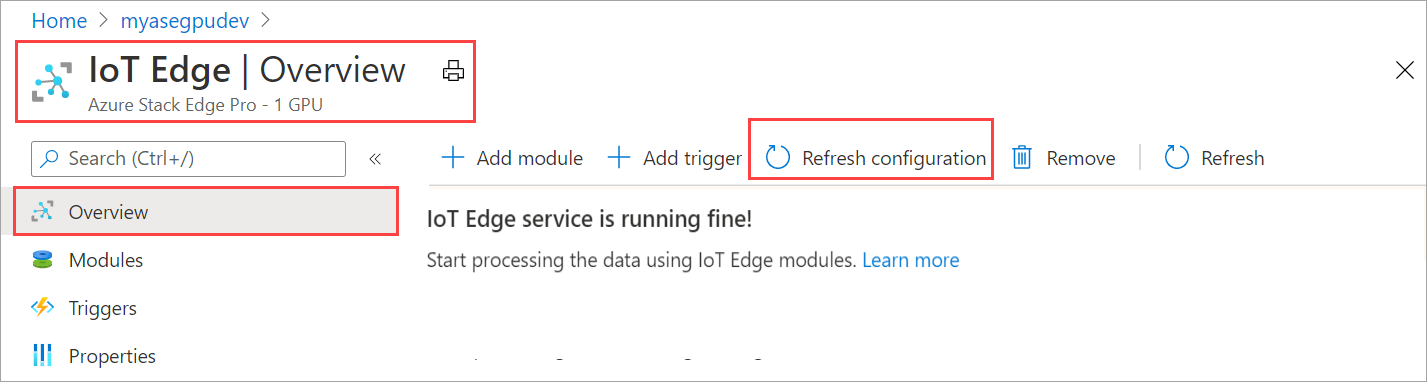 Home > myasegpudev >
IoT Edge | Overview
Azure Stack Edge Pro - 1 GPU
Search (Ctrl+/) «
Add module Add trigger Refresh configuration Remove Refresh
Overview
Modules
Triggers
Properties
IoT Edge service is running fine!
Start processing the data using IoT Edge modules. Learn more